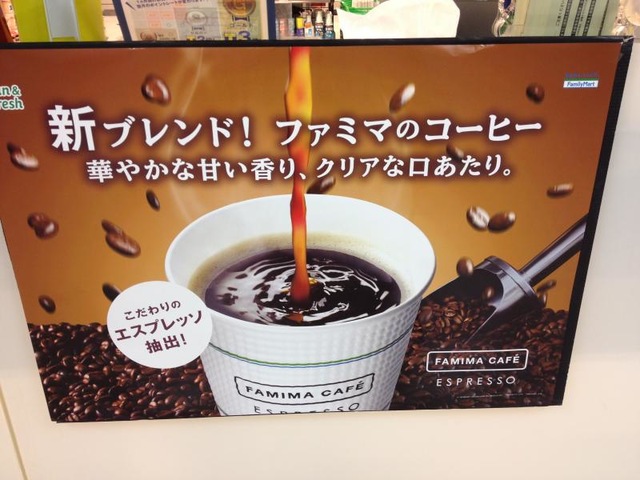 resh
FamilyMart
新ブレンド! ファミマのコーヒー
華やかな甘い香り、クリアな口あたり。
こだわりの
エスプレッソ
抽出!
FAMIMA CAFÉ
ESPRESSO
FAMIMA CAFÉ
ESPRESSO